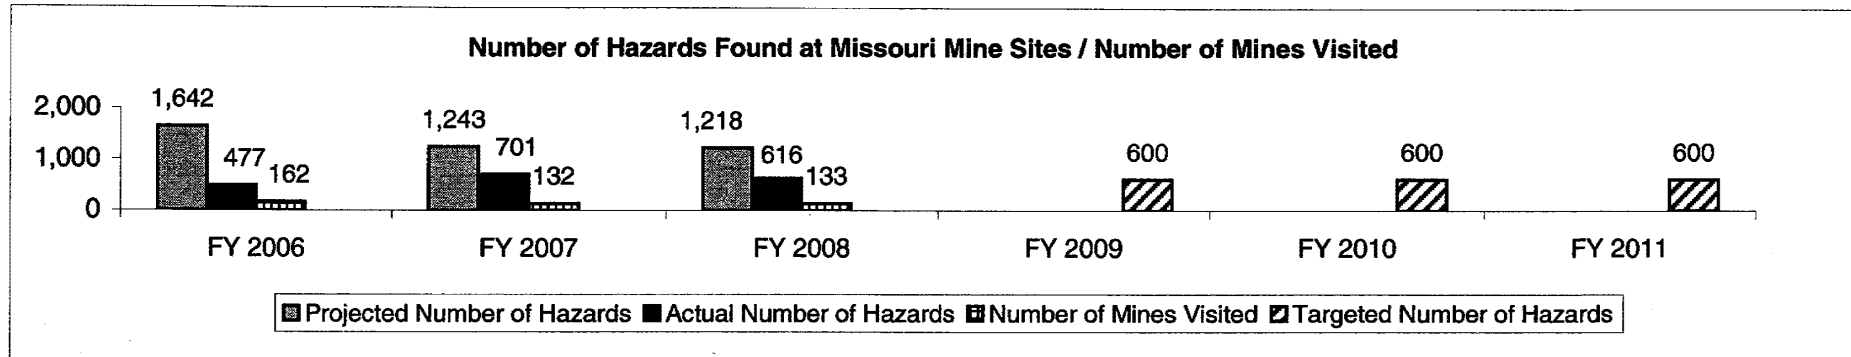 Number of Hazards Found at Missouri Mine Sites / Number of Mines Visited
2,000
1,000
0
1,642
477
162
1,243
701
132
1,218
616
133
600
600
600
FY 2006
FY 2007
FY 2008
FY 2009
FY 2010
FY 2011
Projected Number of Hazards Actual Number of Hazards Number of Mines Visited Targeted Number of Hazards